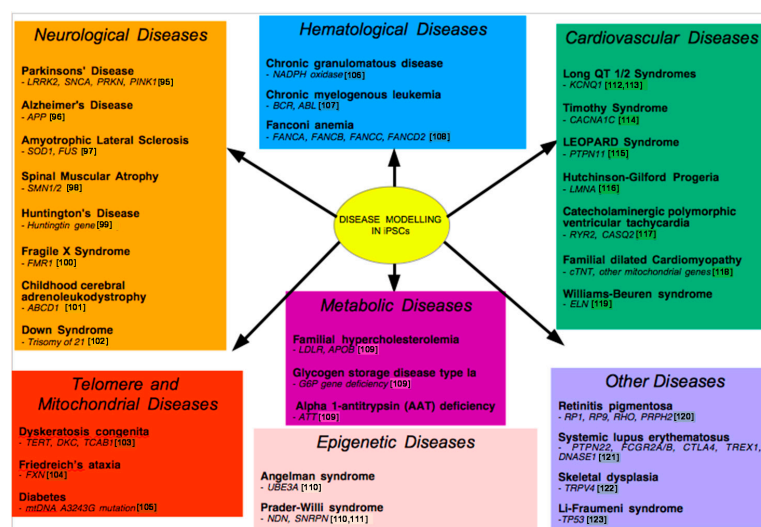 Neurological Diseases
Parkinsons' Disease
- LRRK2, SNCA, PRKN, PINK1[95]
Alzheimer's Disease
- APP [96]
Amyotrophic Lateral Sclerosis
- SOD1, FUS [97]
Spinal Muscular Atrophy
- SMN1/2 [98]
Huntington's Disease
- Huntingtin gene[99]
Fragile X Syndrome
- FMR1 [100]
Childhood cerebral
adrenoleukodystrophy
- ABCD1 [101]
Down Syndrome
- Trisomy of 21 [102]
Hematological Diseases
Chronic granulomatous disease
- NADPH oxidase[106]
Chronic myelogenous leukemia
- BCR, ABL [107]
Fanconi anemia
- FANCA, FANCB, FANCC, FANCD2 [108]
Cardiovascular Diseases
Long QT 1/2 Syndromes
- KCNQ1 [112,113]
Timothy Syndrome
- CACNA1C [114]
LEOPARD Syndrome
- PTPN11 [115]
Hutchinson-Gilford Progeria
- LMNA [116]
Catecholaminergic polymorphic
ventricular tachycardia
- RYR2, CASQ2 [117]
Familial dilated Cardiomyopathy
- cTNT, other mitochondrial genes [118]
Williams-Beuren syndrome
- ELN [119]
DISEASE MODELLING
IN iPSCs
Metabolic Diseases
Familial hypercholesterolemia
- LDLR, APOB [109]
Glycogen storage disease type Ia
- G6P gene deficiency [109]
Alpha 1-antitrypsin (AAT) deficiency
- ATT [109]
Telomere and
Mitochondrial Diseases
Dyskeratosis congenita
- TERT, DKC, TCAB1[103]
Friedreich's ataxia
- FXN [104]
Diabetes
- mtDNA A3243G mutation [105]
Epigenetic Diseases
Angelman syndrome
- UBE3A [110]
Prader-Willi syndrome
- NDN, SNRPN [110,111]
Other Diseases
Retinitis pigmentosa
- RP1, RP9, RHO, PRPH2 [120]
Systemic lupus erythematosus
- PTPN22, FCGR2A/B, CTLA4, TREX1,
DNASE1 [121]
Skeletal dysplasia
- TRPV4 [122]
Li-Fraumeni syndrome
-TP53 [123]